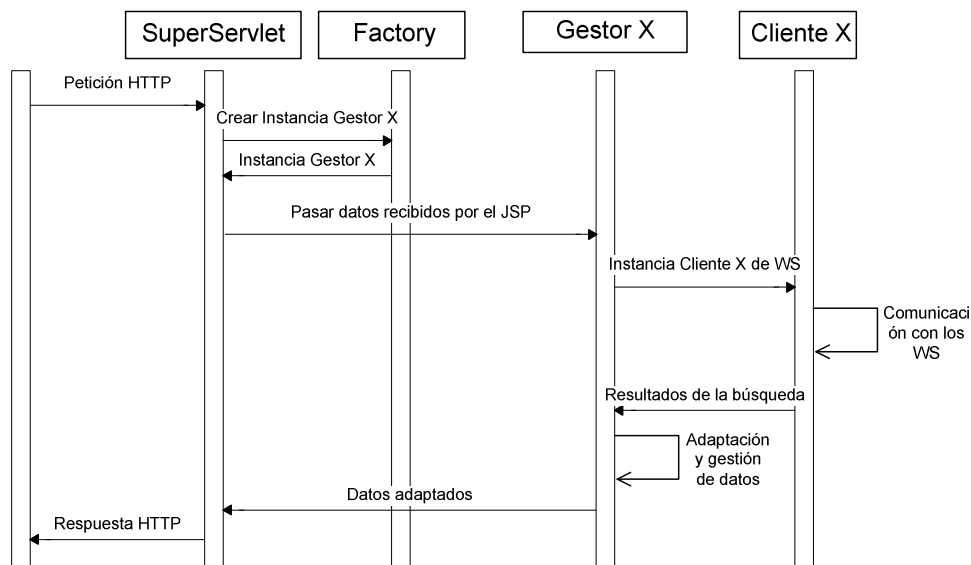 SuperServlet
Factory
Gestor X
Cliente X
Petición HTTP
Crear Instancia Gestor X
Instancia Gestor X
Pasar datos recibidos por el JSP
Instancia Cliente X de WS
Comunicaci
ón con los
WS
Resultados de la búsqueda
Adaptación
y gestión
de datos
Datos adaptados
Respuesta HTTP